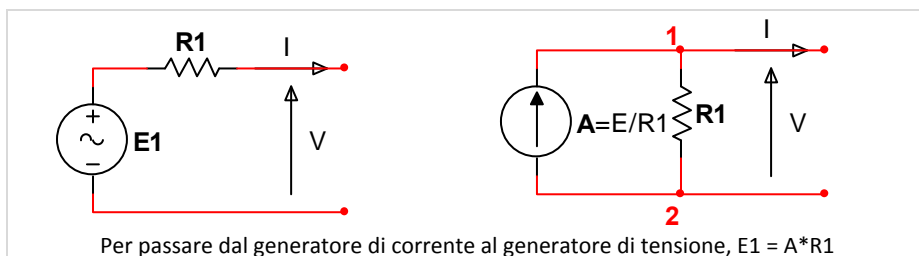 R1
I
+
−
E1
V
1
I
A=E/R1
R1
V
2
Per passare dal generatore di corrente al generatore di tensione, E1 = A*R1